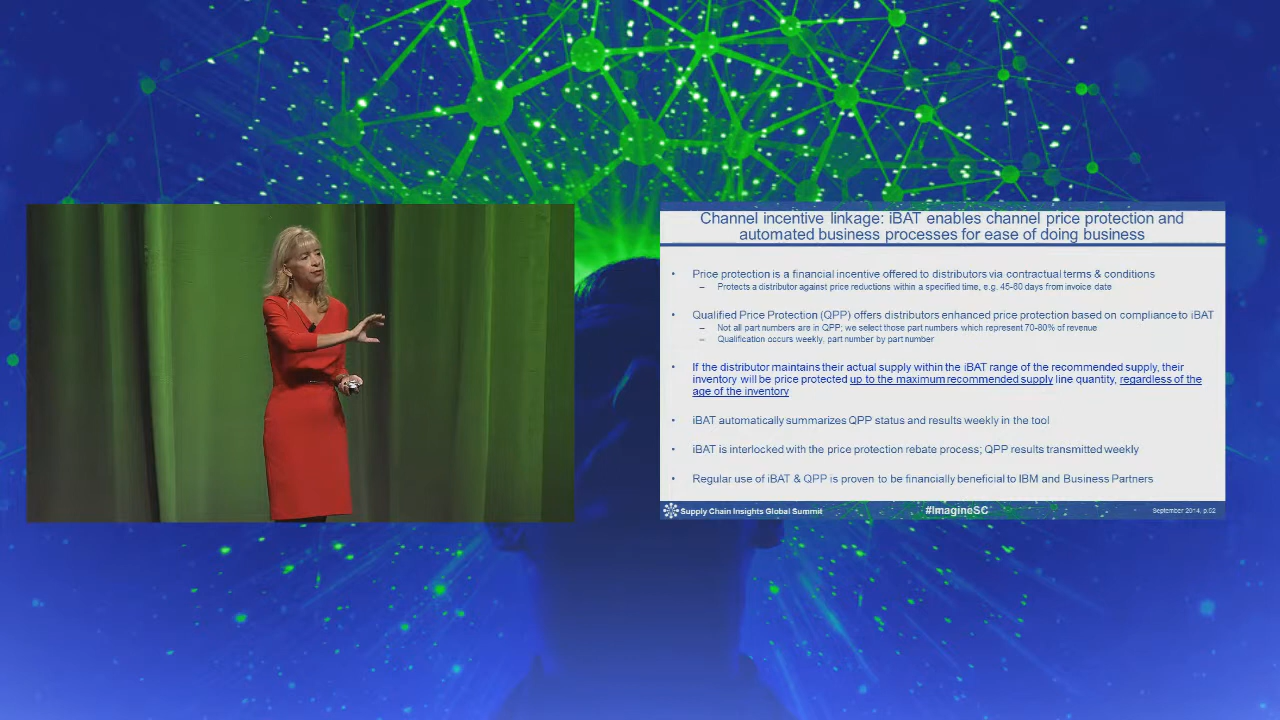 Channel incentive linkage: iBAT enables channel price protection and
automated business processes for ease of doing business
• Price protection is a financial incentive offered to distributors via contractual terms & conditions
– Protects a distributor against price reductions within a specified time, e.g. 45-60 days from invoice date
• Qualified Price Protection (QPP) offers distributors enhanced price protection based on compliance to iBAT
– Not all part numbers are in QPP; we select those part numbers which represent 70-80% of revenue
– Qualification occurs weekly, part number by part number
• If the distributor maintains their actual supply within the iBAT range of the recommended supply, their
inventory will be price protected up to the maximum recommended supply line quantity, regardless of the
age of the inventory
• iBAT automatically summarizes QPP status and results weekly in the tool
• iBAT is interlocked with the price protection rebate process; QPP results transmitted weekly
• Regular use of iBAT & QPP is proven to be financially beneficial to IBM and Business Partners
Supply Chain Insights Global Summit
#ImagineSC
September 2014, p.52